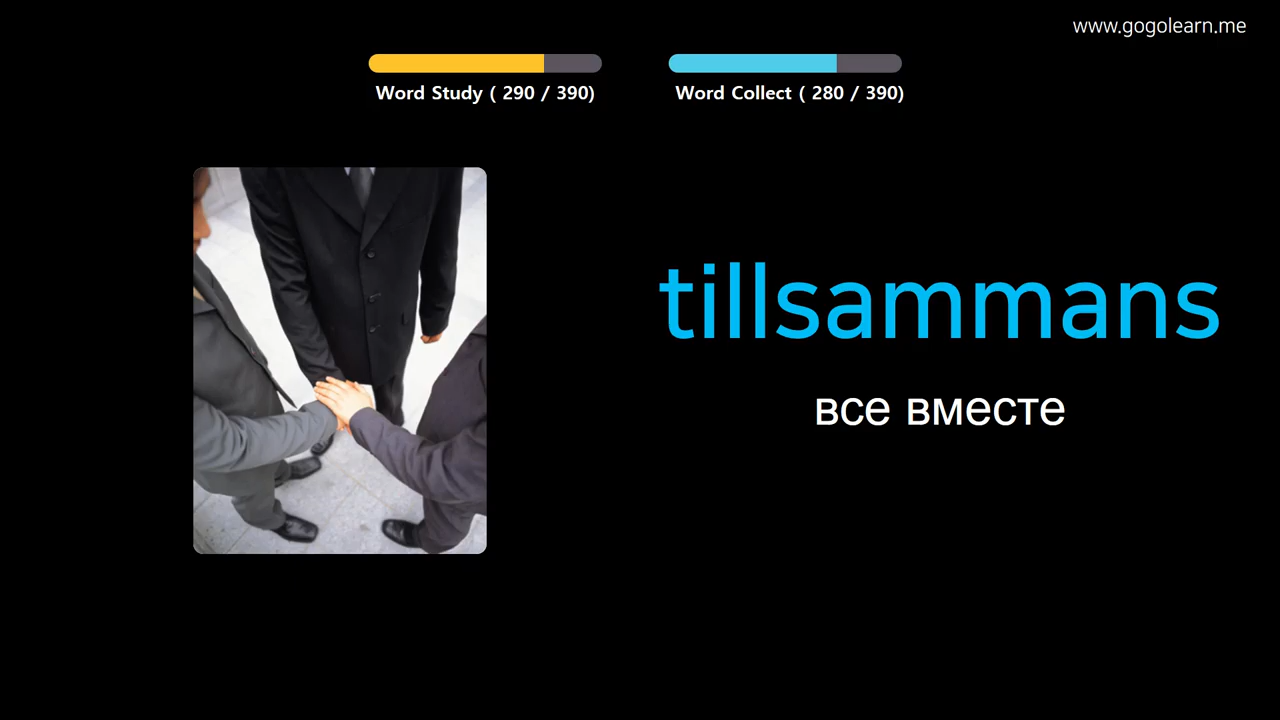 www.gogolearn.me
Word Study ( 290 / 390)
Word Collect ( 280 / 390)
tillsammans
все вместе